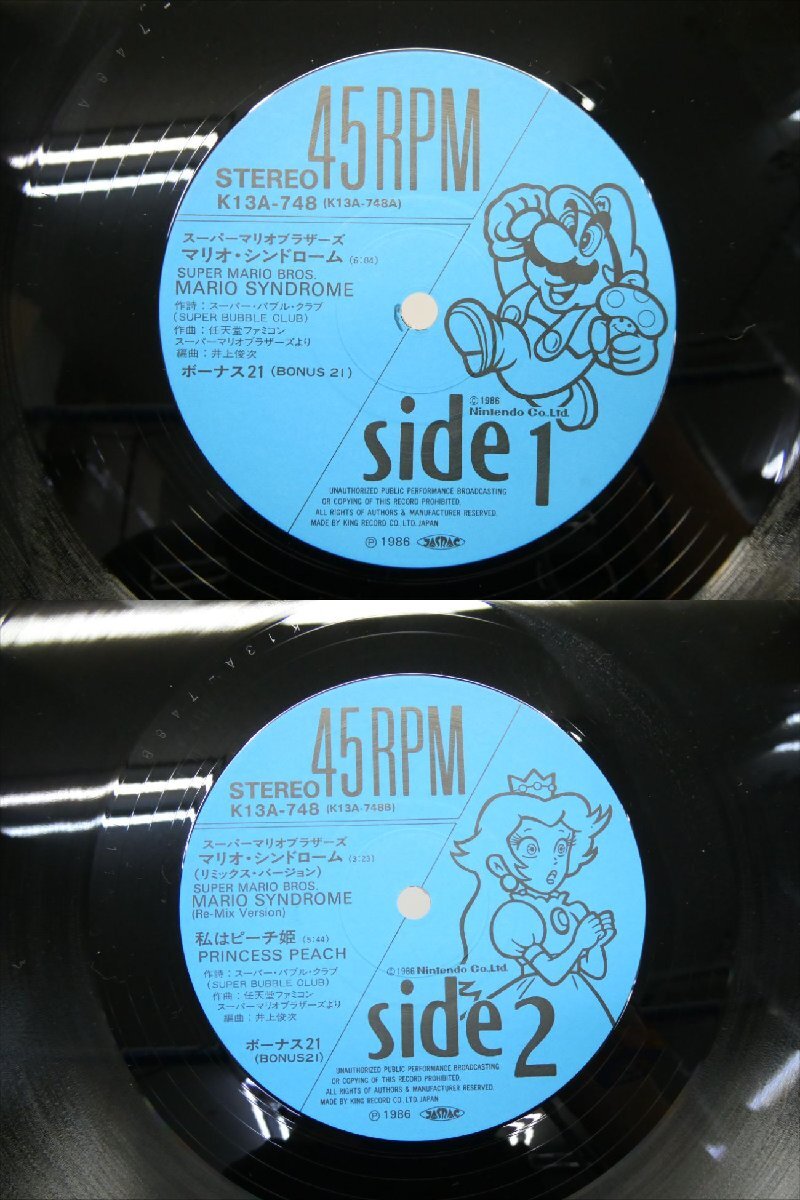 748A
45RPM
STEREO
K13A-748 (K13A-748A)
スーパーマリオブラザーズ
マリオ・シンドローム (6:84)
SUPER MARIO BROS.
MARIO SYNDROME
作詩：スーパー・バブル・クラブ
(SUPER BUBBLE CLUB)
作曲：任天堂ファミコン
スーパーマリオブラザーズより
編曲：井上俊次
ボーナス21 (BONUS 21)
©1986
Nintendo Co.,Ltd.
side 1
UNAUTHORIZED PUBLIC PERFORMANCE BROADCASTING
OR COPYING OF THIS RECORD PROHIBITED.
ALL RIGHTS OF AUTHORS & MANUFACTURER RESERVED.
MADE BY KING RECORD CO. LTD. JAPAN
Ⓟ 1986 JASRAC
K13A-748B
45RPM
STEREO
K13A-748 (K13A-748B)
スーパーマリオブラザーズ
マリオ・シンドローム (3:23)
(リミックス・バージョン)
SUPER MARIO BROS.
MARIO SYNDROME
(Re-Mix Version)
私はピーチ姫 (5:44)
PRINCESS PEACH
作詩：スーパー・バブル・クラブ
(SUPER BUBBLE CLUB)
作曲：任天堂ファミコン
スーパーマリオブラザーズより
編曲：井上俊次
ボーナス21
(BONUS21)
©1986 Nintendo Co.,Ltd.
side 2
UNAUTHORIZED PUBLIC PERFORMANCE BROADCASTING
OR COPYING OF THIS RECORD PROHIBITED.
ALL RIGHTS OF AUTHORS & MANUFACTURER RESERVED.
MADE BY KING RECORD CO. LTD. JAPAN
Ⓟ 1986 JASRAC